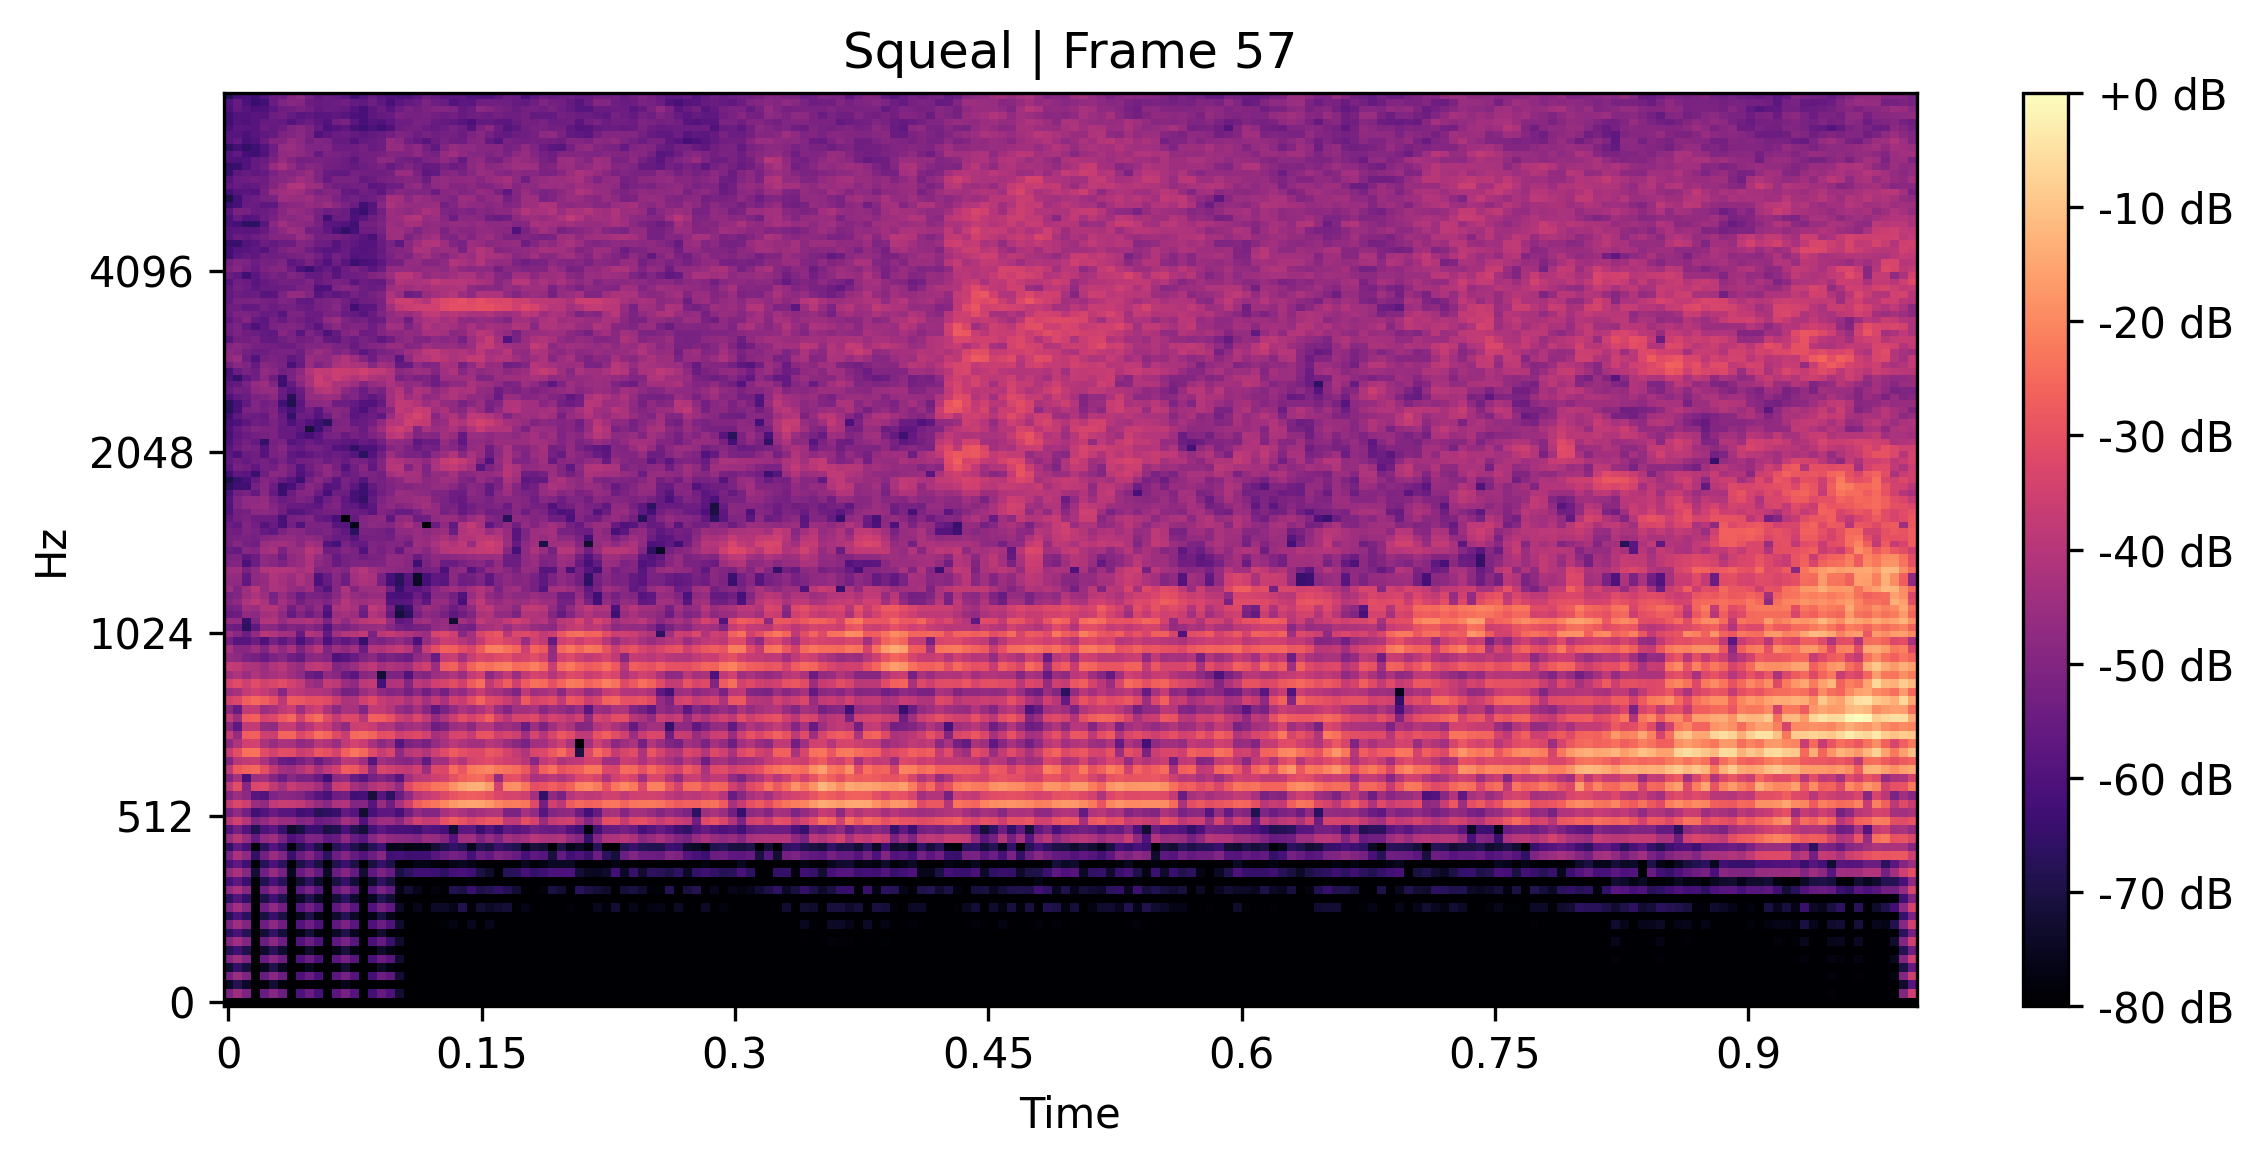 Squeal | Frame 57
+0 dB
-10 dB
-20 dB
-30 dB
-40 dB
-50 dB
-60 dB
-70 dB
-80 dB
Hz
4096
2048
1024
512
0
0 0.15 0.3 0.45 0.6 0.75 0.9
Time